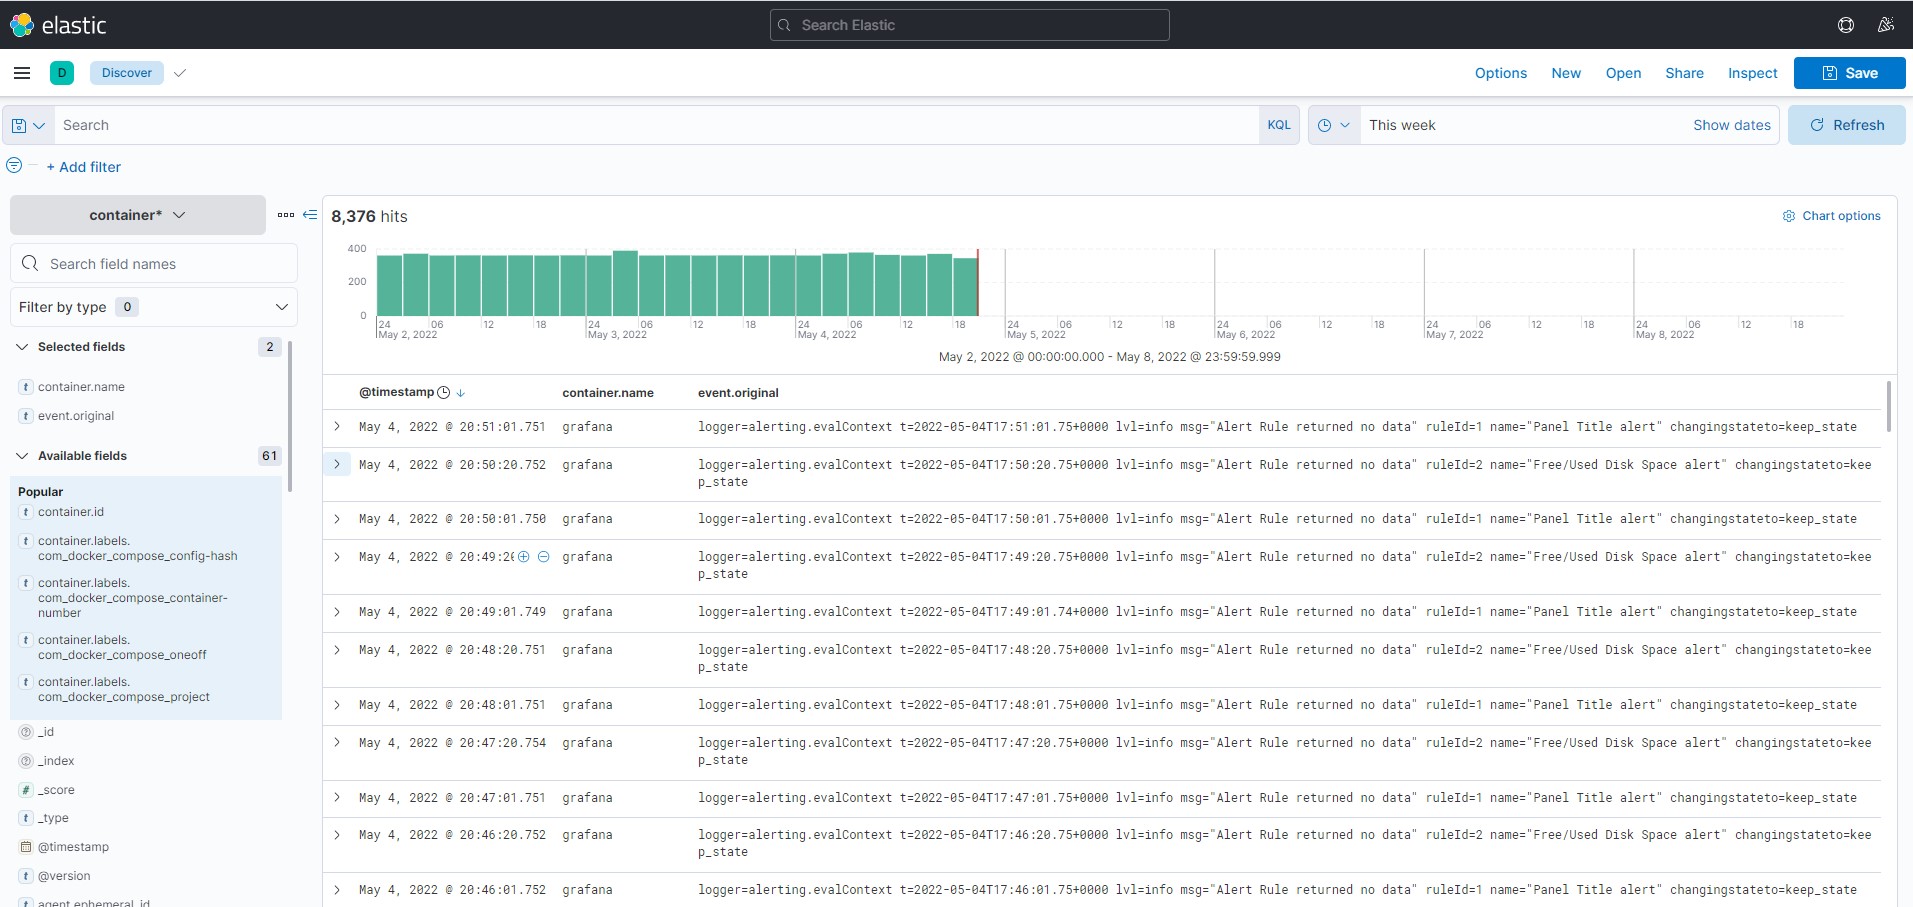 elastic
Search Elastic
D
Discover
Options
New
Open
Share
Inspect
Save
Search
KQL
This week
Show dates
Refresh
+ Add filter
container*
Search field names
Filter by type 0
Selected fields 2
t container.name
t event.original
Available fields 61
Popular
t container.id
t container.labels.
com_docker_compose_config-hash
t container.labels.
com_docker_compose_container-
number
t container.labels.
com_docker_compose_oneoff
t container.labels.
com_docker_compose_project
_id
_index
# _score
t _type
@timestamp
t @version
t agent.ephemeral_id
8,376 hits
Chart options
400
200
0
24 06 12 18 24 06 12 18 24 06 12 18 24 06 12 18 24 06 12 18 24 06 12 18 24 06 12 18
May 2, 2022 May 3, 2022 May 4, 2022 May 5, 2022 May 6, 2022 May 7, 2022 May 8, 2022
May 2, 2022 @ 00:00:00.000 - May 8, 2022 @ 23:59:59.999
@timestamp container.name event.original
May 4, 2022 @ 20:51:01.751 grafana logger=alerting.evalContext t=2022-05-04T17:51:01.75+0000 lvl=info msg="Alert Rule returned no data" ruleId=1 name="Panel Title alert" changingstateto=keep_state
May 4, 2022 @ 20:50:20.752 grafana logger=alerting.evalContext t=2022-05-04T17:50:20.75+0000 lvl=info msg="Alert Rule returned no data" ruleId=2 name="Free/Used Disk Space alert" changingstateto=kee
p_state
May 4, 2022 @ 20:50:01.750 grafana logger=alerting.evalContext t=2022-05-04T17:50:01.75+0000 lvl=info msg="Alert Rule returned no data" ruleId=1 name="Panel Title alert" changingstateto=keep_state
May 4, 2022 @ 20:49:20 grafana logger=alerting.evalContext t=2022-05-04T17:49:20.75+0000 lvl=info msg="Alert Rule returned no data" ruleId=2 name="Free/Used Disk Space alert" changingstateto=kee
p_state
May 4, 2022 @ 20:49:01.749 grafana logger=alerting.evalContext t=2022-05-04T17:49:01.74+0000 lvl=info msg="Alert Rule returned no data" ruleId=1 name="Panel Title alert" changingstateto=keep_state
May 4, 2022 @ 20:48:20.751 grafana logger=alerting.evalContext t=2022-05-04T17:48:20.75+0000 lvl=info msg="Alert Rule returned no data" ruleId=2 name="Free/Used Disk Space alert" changingstateto=kee
p_state
May 4, 2022 @ 20:48:01.751 grafana logger=alerting.evalContext t=2022-05-04T17:48:01.75+0000 lvl=info msg="Alert Rule returned no data" ruleId=1 name="Panel Title alert" changingstateto=keep_state
May 4, 2022 @ 20:47:20.754 grafana logger=alerting.evalContext t=2022-05-04T17:47:20.75+0000 lvl=info msg="Alert Rule returned no data" ruleId=2 name="Free/Used Disk Space alert" changingstateto=kee
p_state
May 4, 2022 @ 20:47:01.751 grafana logger=alerting.evalContext t=2022-05-04T17:47:01.75+0000 lvl=info msg="Alert Rule returned no data" ruleId=1 name="Panel Title alert" changingstateto=keep_state
May 4, 2022 @ 20:46:20.752 grafana logger=alerting.evalContext t=2022-05-04T17:46:20.75+0000 lvl=info msg="Alert Rule returned no data" ruleId=2 name="Free/Used Disk Space alert" changingstateto=kee
p_state
May 4, 2022 @ 20:46:01.752 grafana logger=alerting.evalContext t=2022-05-04T17:46:01.75+0000 lvl=info msg="Alert Rule returned no data" ruleId=1 name="Panel Title alert" changingstateto=keep_state